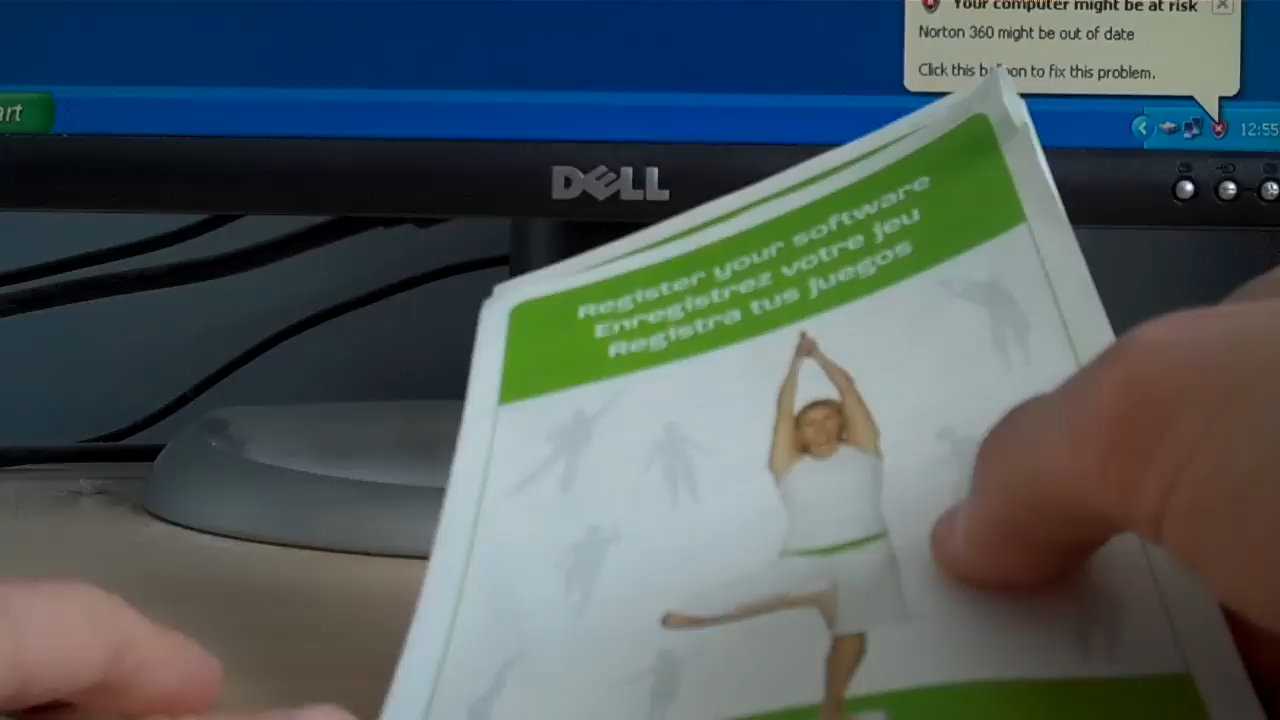 Your computer might be at risk
Norton 360 might be out of date
Click this balloon to fix this problem.
art
12:55
DELL
Register your software
Enregistrez votre jeu
Registra tus juegos